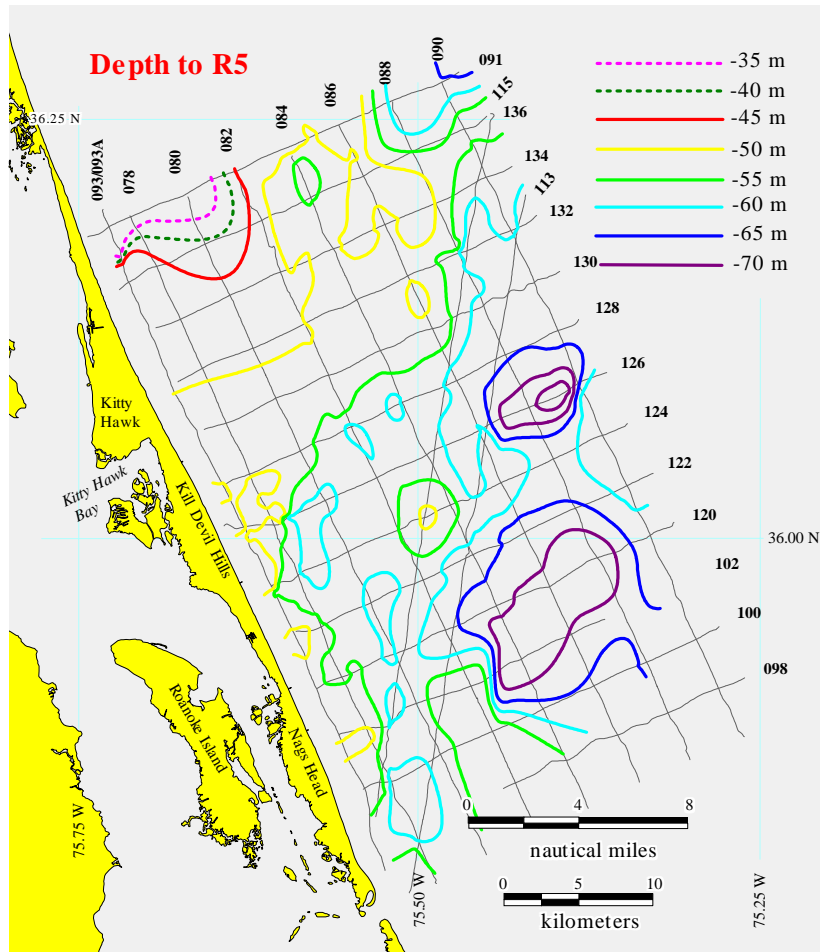 Depth to R5
090
091
088
086
084
082
080
078
093/093A
115
136
134
113
132
130
128
126
124
122
120
102
100
098
-35 m
-40 m
-45 m
-50 m
-55 m
-60 m
-65 m
-70 m
36.25 N
36.00 N
Kitty
Hawk
Kitty Hawk
Bay
Kill Devil Hills
Roanoke Island
Nags Head
75.75 W
75.50 W
75.25 W
0 4 8
nautical miles
0 5 10
kilometers